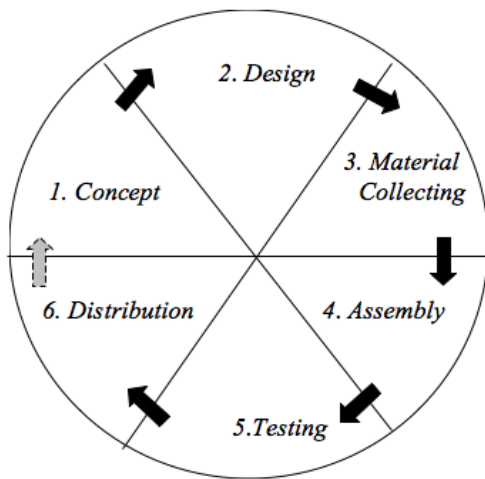 2. Design
3. Material
Collecting
1. Concept
6. Distribution
4. Assembly
5.Testing